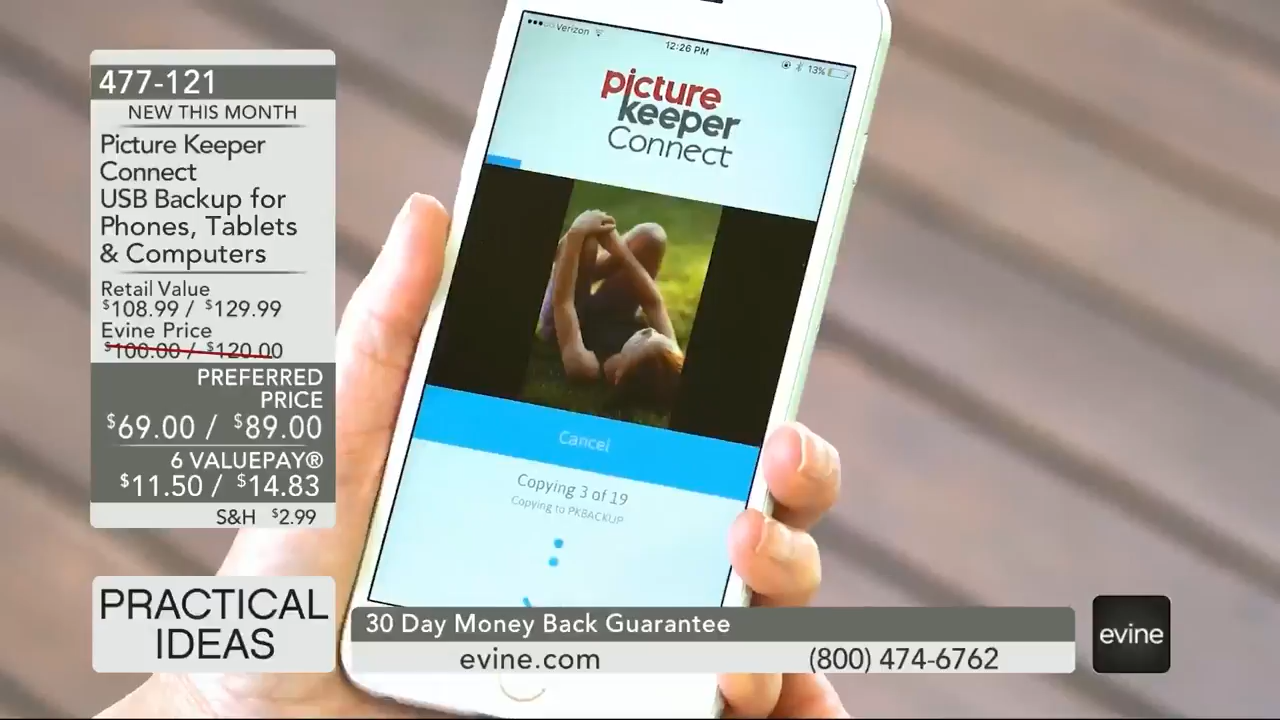 477-121
NEW THIS MONTH
Picture Keeper
Connect
USB Backup for
Phones, Tablets
& Computers
Retail Value
$108.99 / $129.99
Evine Price
$100.00 / $120.00
PREFERRED
PRICE
$69.00 / $89.00
6 VALUEPAY®
$11.50 / $14.83
S&H $2.99
PRACTICAL
IDEAS
Verizon
12:26 PM
13%
picture
keeper
Connect
Cancel
Copying 3 of 19
Copying to PKBACKUP
30 Day Money Back Guarantee
evine.com (800) 474-6762
evine